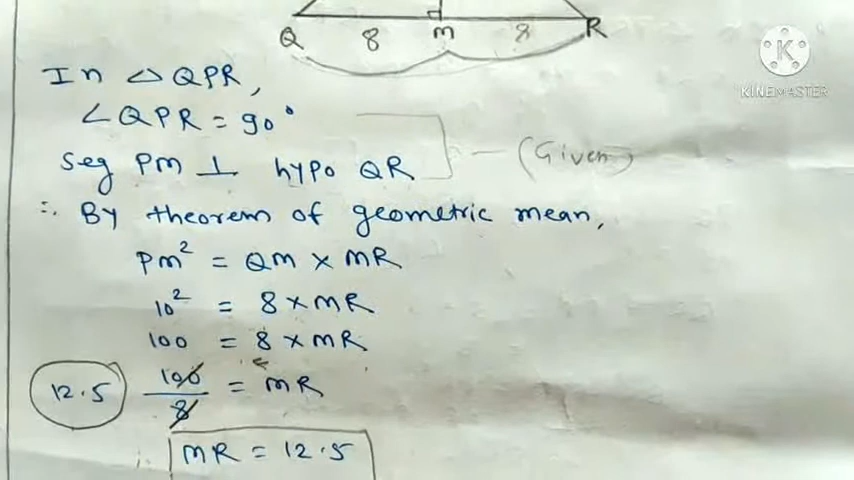 Q 8 m 8 R
K
KINEMASTER
In △ QPR,
∠QPR = 90°
seg PM ⊥ hypo QR — (Given)
∴ By theorem of geometric mean,
PM² = QM × MR
10² = 8 × MR
100 = 8 × MR
12.5 100/8 = MR
∴ MR = 12.5